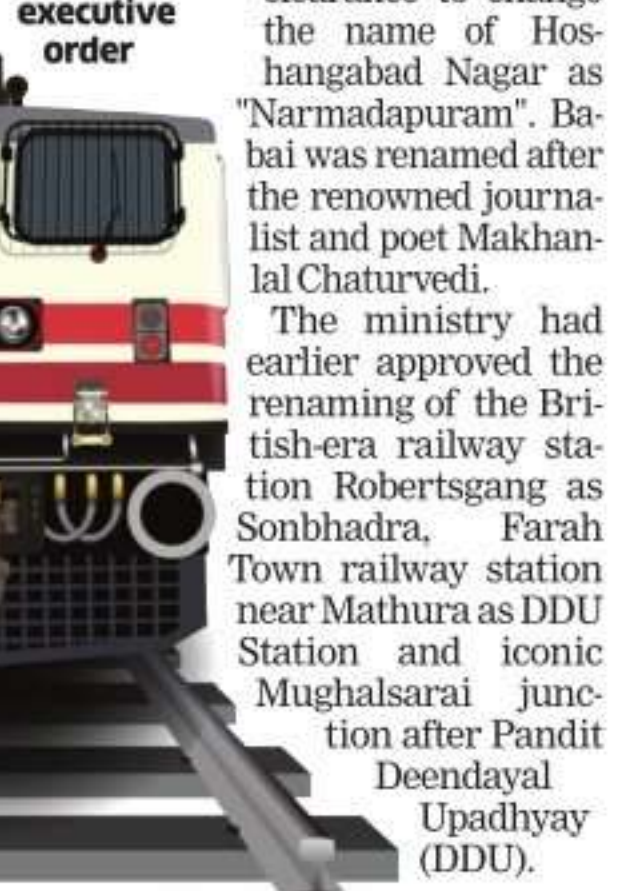 executive
order
the name of Hos-
hangabad Nagar as
"Narmadapuram". Ba-
bai was renamed after
the renowned journa-
list and poet Makhan-
lal Chaturvedi.
The ministry had
earlier approved the
renaming of the Bri-
tish-era railway sta-
tion Robertsgang as
Sonbhadra, Farah
Town railway station
near Mathura as DDU
Station and iconic
Mughalsarai junc-
tion after Pandit
Deendayal
Upadhyay
(DDU).